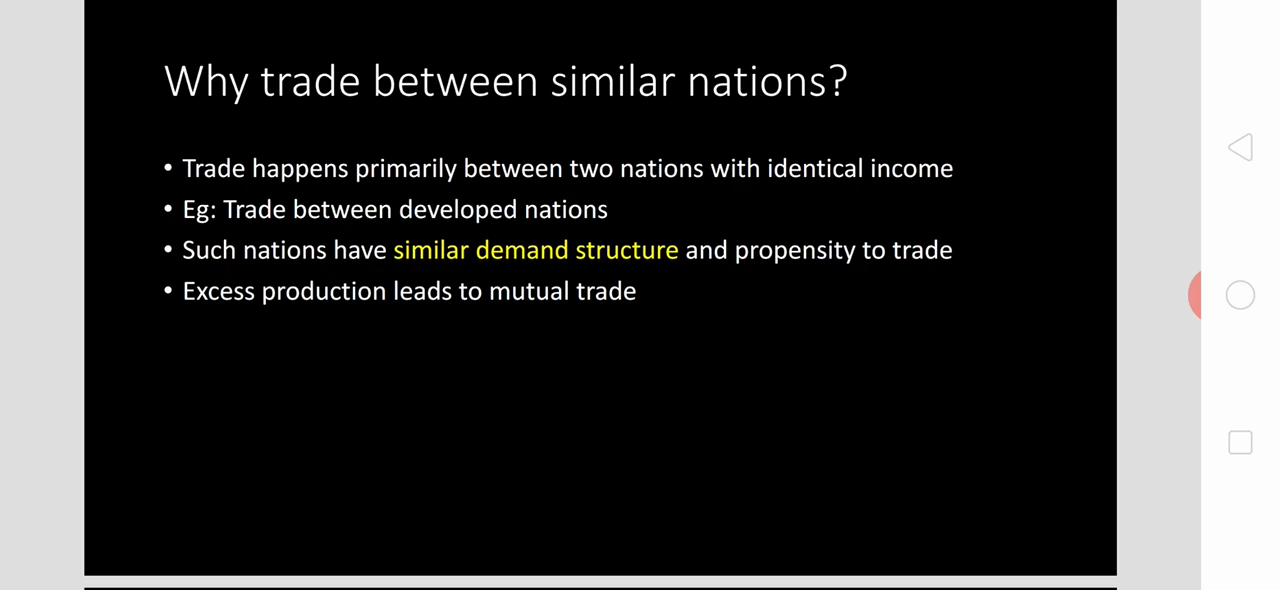 Why trade between similar nations?
• Trade happens primarily between two nations with identical income
• Eg: Trade between developed nations
• Such nations have similar demand structure and propensity to trade
• Excess production leads to mutual trade